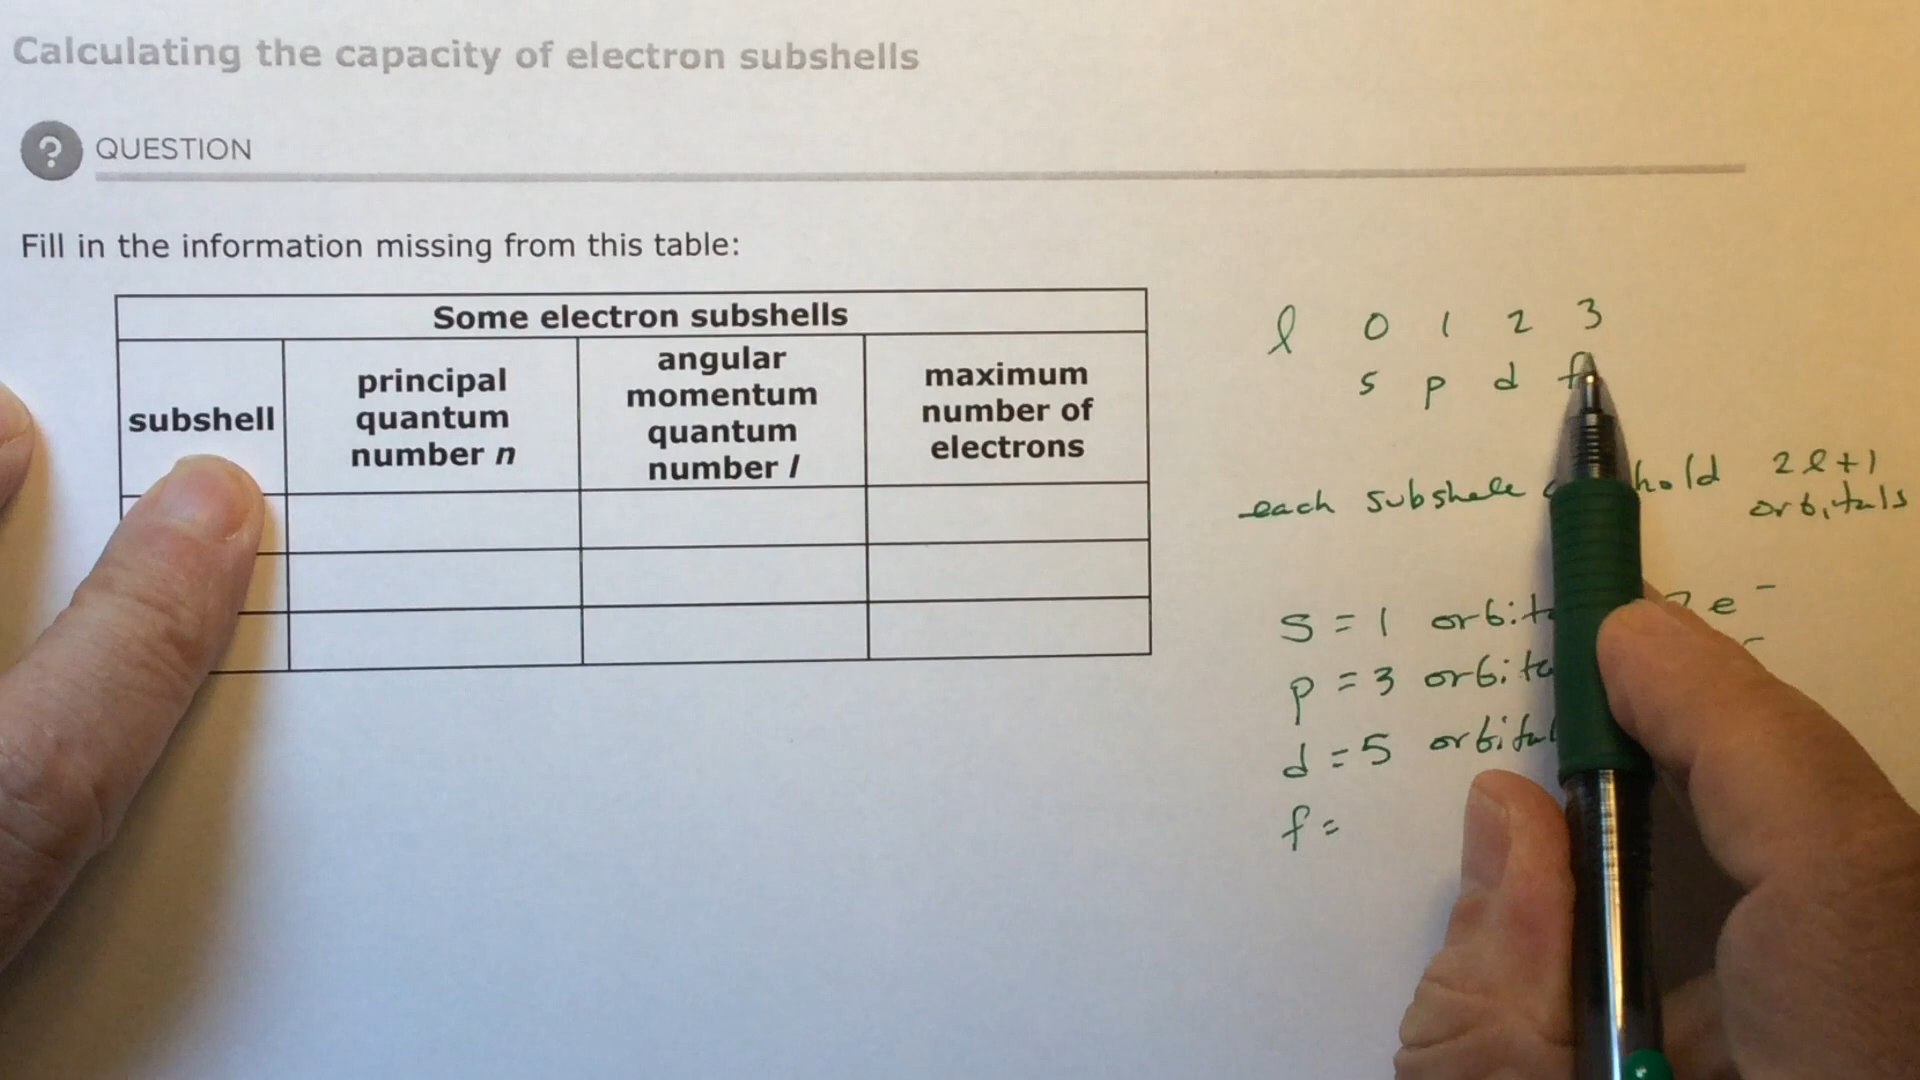 Calculating the capacity of electron subshells
? QUESTION
Fill in the information missing from this table:
Some electron subshells
subshell
principal
quantum
number n
angular
momentum
quantum
number l
maximum
number of
electrons
l 0 1 2 3
s p d f
each subshell hold 2l+1
orbitals
s = 1 e⁻
p = 3
d = 5
f =